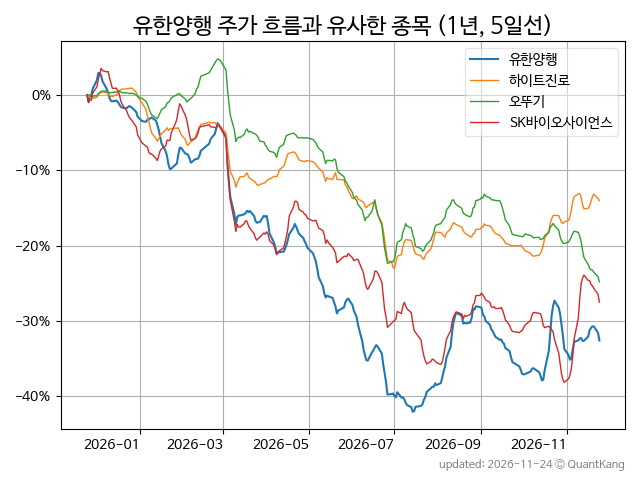 유한양행 주가 흐름과 유사한 종목 (1년, 5일선)
유한양행
하이트진로
오뚜기
SK바이오사이언스
0%
−10%
−20%
−30%
−40%
2026-01
2026-03
2026-05
2026-07
2026-09
2026-11
updated: 2026-11-24 © QuantKang